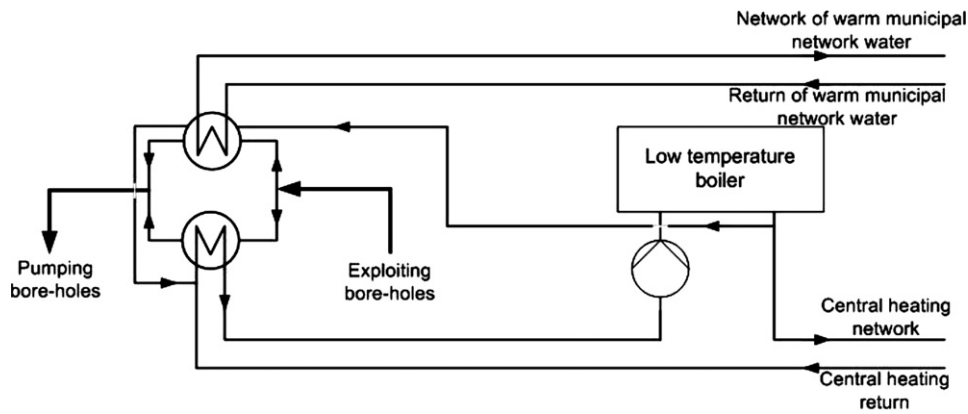 Network of warm municipal
network water
Return of warm municipal
network water
Low temperature
boiler
Pumping
bore-holes
Exploiting
bore-holes
Central heating
network
Central heating
return